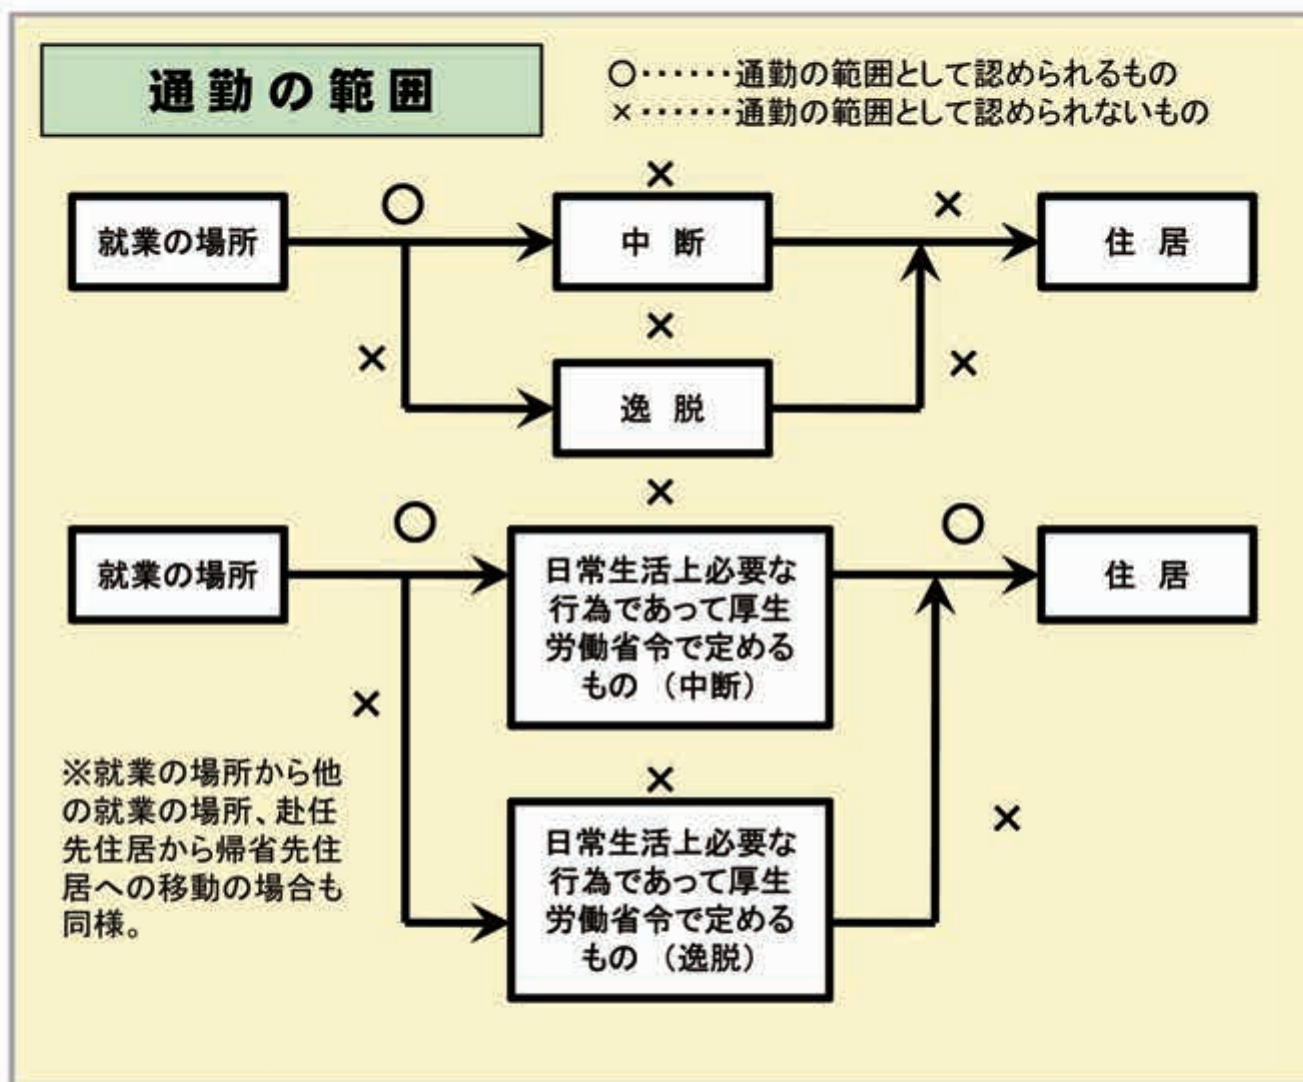 通勤の範囲
○‥‥‥通勤の範囲として認められるもの
×‥‥‥通勤の範囲として認められないもの
×
○
×
就業の場所
中 断
住 居
×
×
×
逸 脱
×
○
○
就業の場所
日常生活上必要な
行為であって厚生
労働省令で定める
もの （中断）
住 居
×
※就業の場所から他
の就業の場所、赴任
先住居から帰省先住
居への移動の場合も
同様。
×
×
日常生活上必要な
行為であって厚生
労働省令で定める
もの （逸脱）